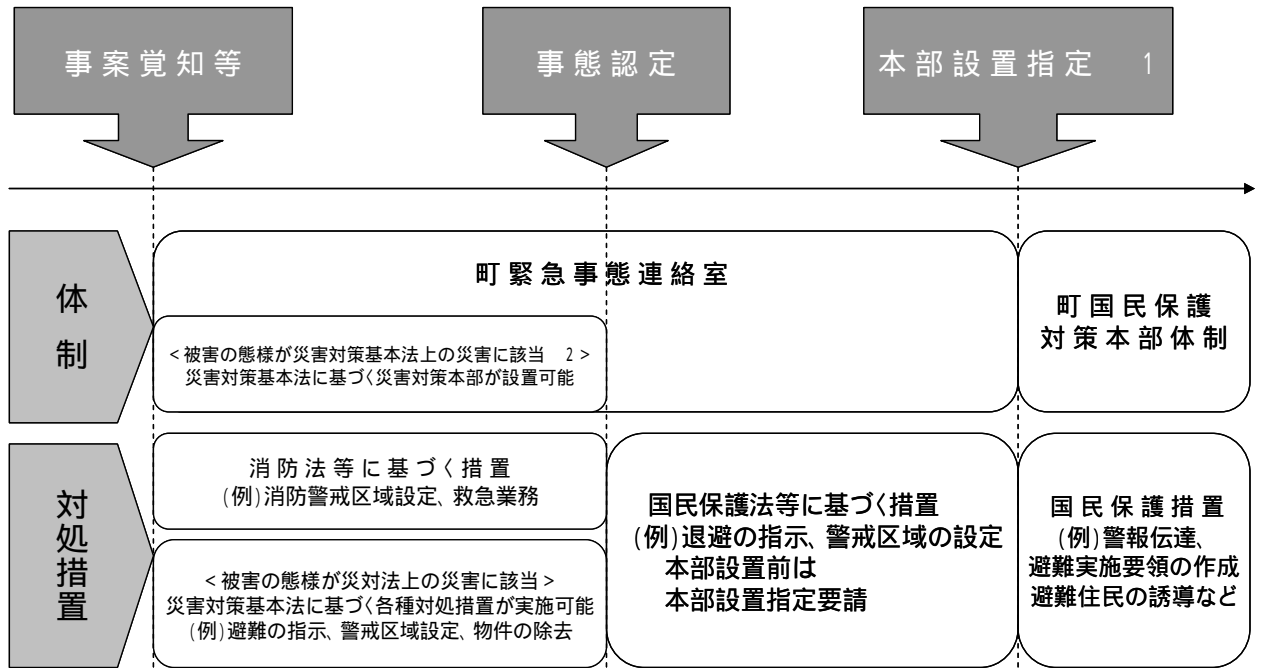 事案覚知等
事態認定
本部設置指定 1
体制
町緊急事態連絡室
<被害の態様が災害対策基本法上の災害に該当 2>
災害対策基本法に基づく災害対策本部が設置可能
町国民保護
対策本部体制
対処措置
消防法等に基づく措置
(例)消防警戒区域設定、救急業務
<被害の態様が災対法上の災害に該当>
災害対策基本法に基づく各種対処措置が実施可能
(例)避難の指示、警戒区域設定、物件の除去
国民保護法等に基づく措置
(例)退避の指示、警戒区域の設定
本部設置前は
本部設置指定要請
国民保護措置
(例)警報伝達、
避難実施要領の作成
避難住民の誘導など